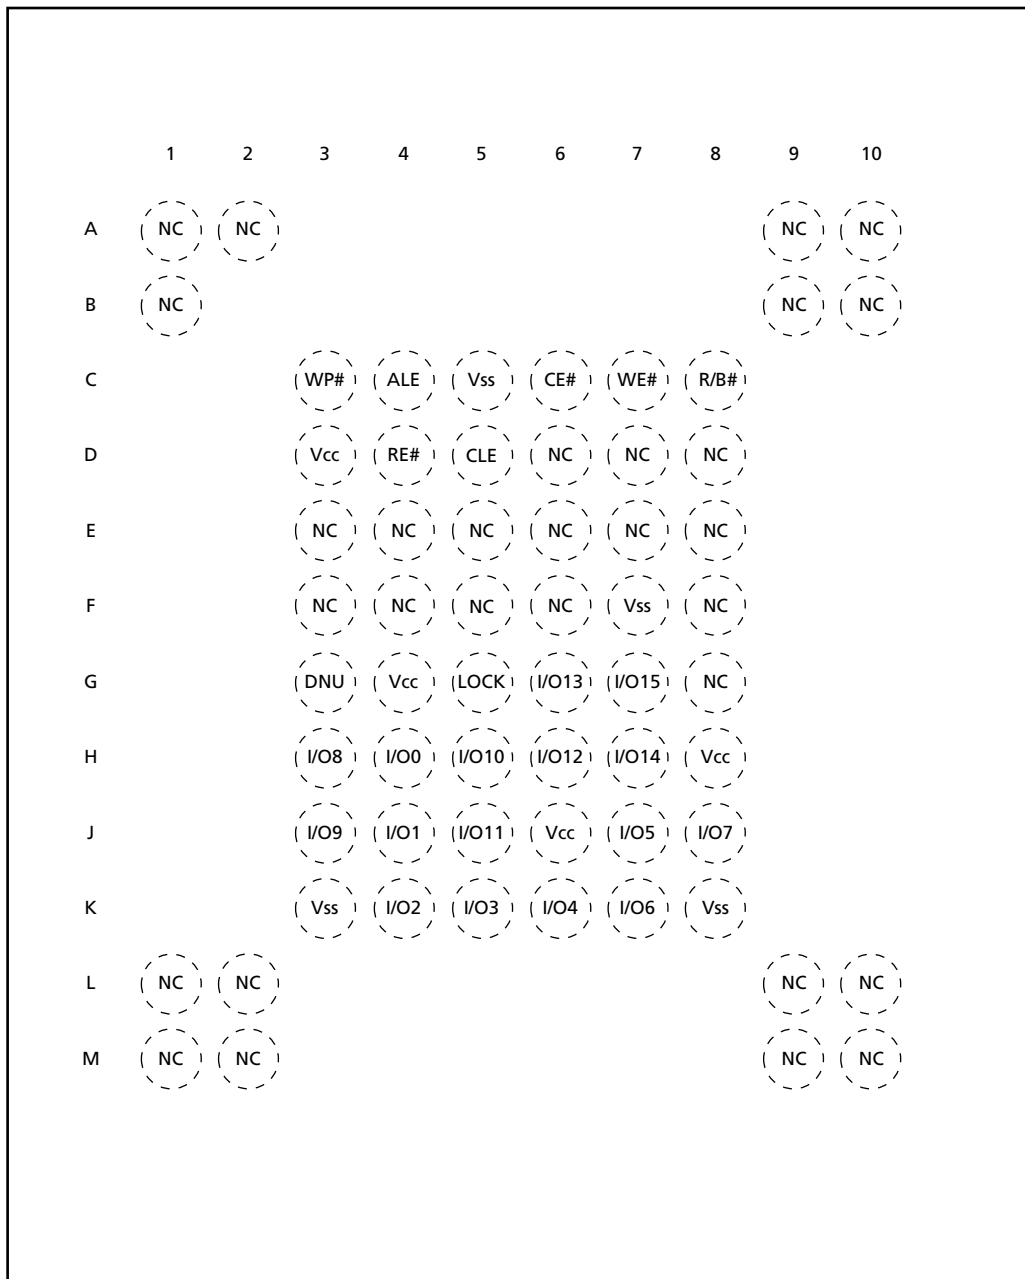 1 2 3 4 5 6 7 8 9 10
A NC NC NC NC
B NC NC NC
C WP# ALE Vss CE# WE# R/B#
D Vcc RE# CLE NC NC NC
E NC NC NC NC NC NC
F NC NC NC NC Vss NC
G DNU Vcc LOCK I/O13 I/O15 NC
H I/O8 I/O0 I/O10 I/O12 I/O14 Vcc
J I/O9 I/O1 I/O11 Vcc I/O5 I/O7
K Vss I/O2 I/O3 I/O4 I/O6 Vss
L NC NC NC NC
M NC NC NC NC